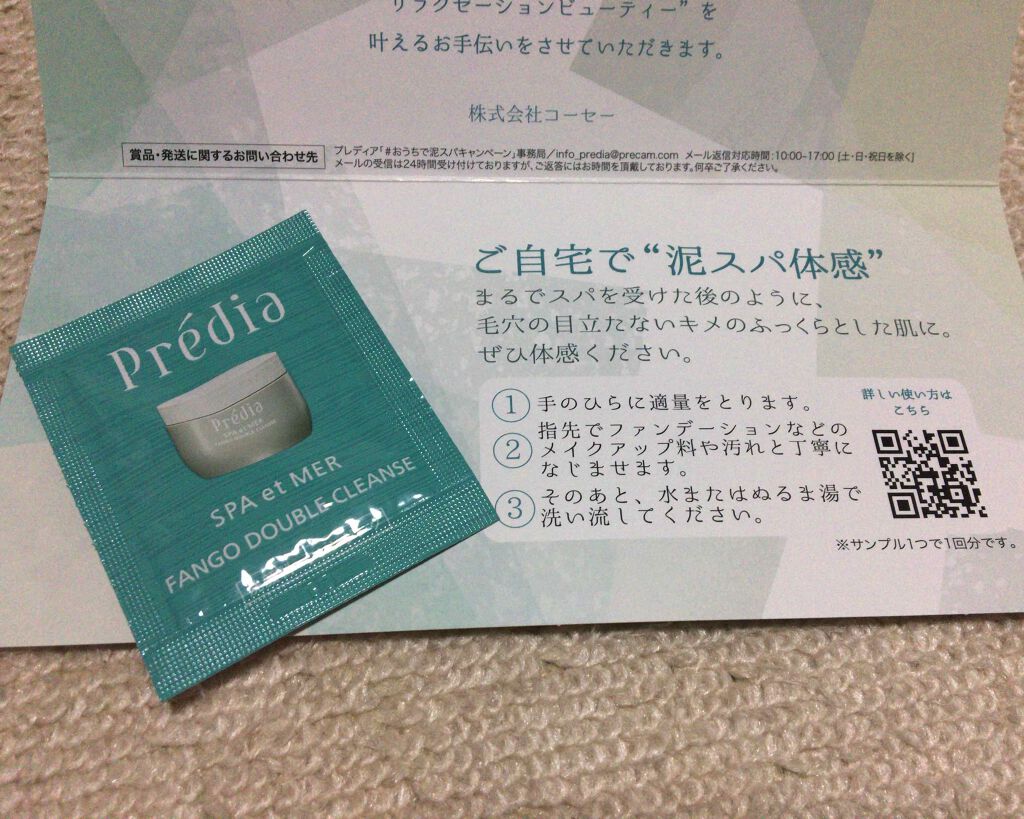 リラクゼーションビューティー”を
叶えるお手伝いをさせていただきます。
株式会社コーセー
賞品・発送に関するお問い合わせ先
プレディア「#おうちで泥スパキャンペーン」事務局／info_predia@precam.com メール返信対応時間:10:00-17:00 [土・日・祝日を除く]
メールの受信は24時間受け付けておりますが、ご返答にはお時間を頂戴しております。何卒ご了承ください。
ご自宅で“泥スパ体感”
まるでスパを受けた後のように、
毛穴の目立たないキメのふっくらとした肌に。
ぜひ体感ください。
① 手のひらに適量をとります。
② 指先でファンデーションなどの
メイクアップ料や汚れと丁寧に
なじませます。
③ そのあと、水またはぬるま湯で
洗い流してください。
詳しい使い方は
こちら
※サンプル1つで1回分です。
Prédia
Prédia
SPA et MER
SPA et MER
FANGO DOUBLE CLEANSE